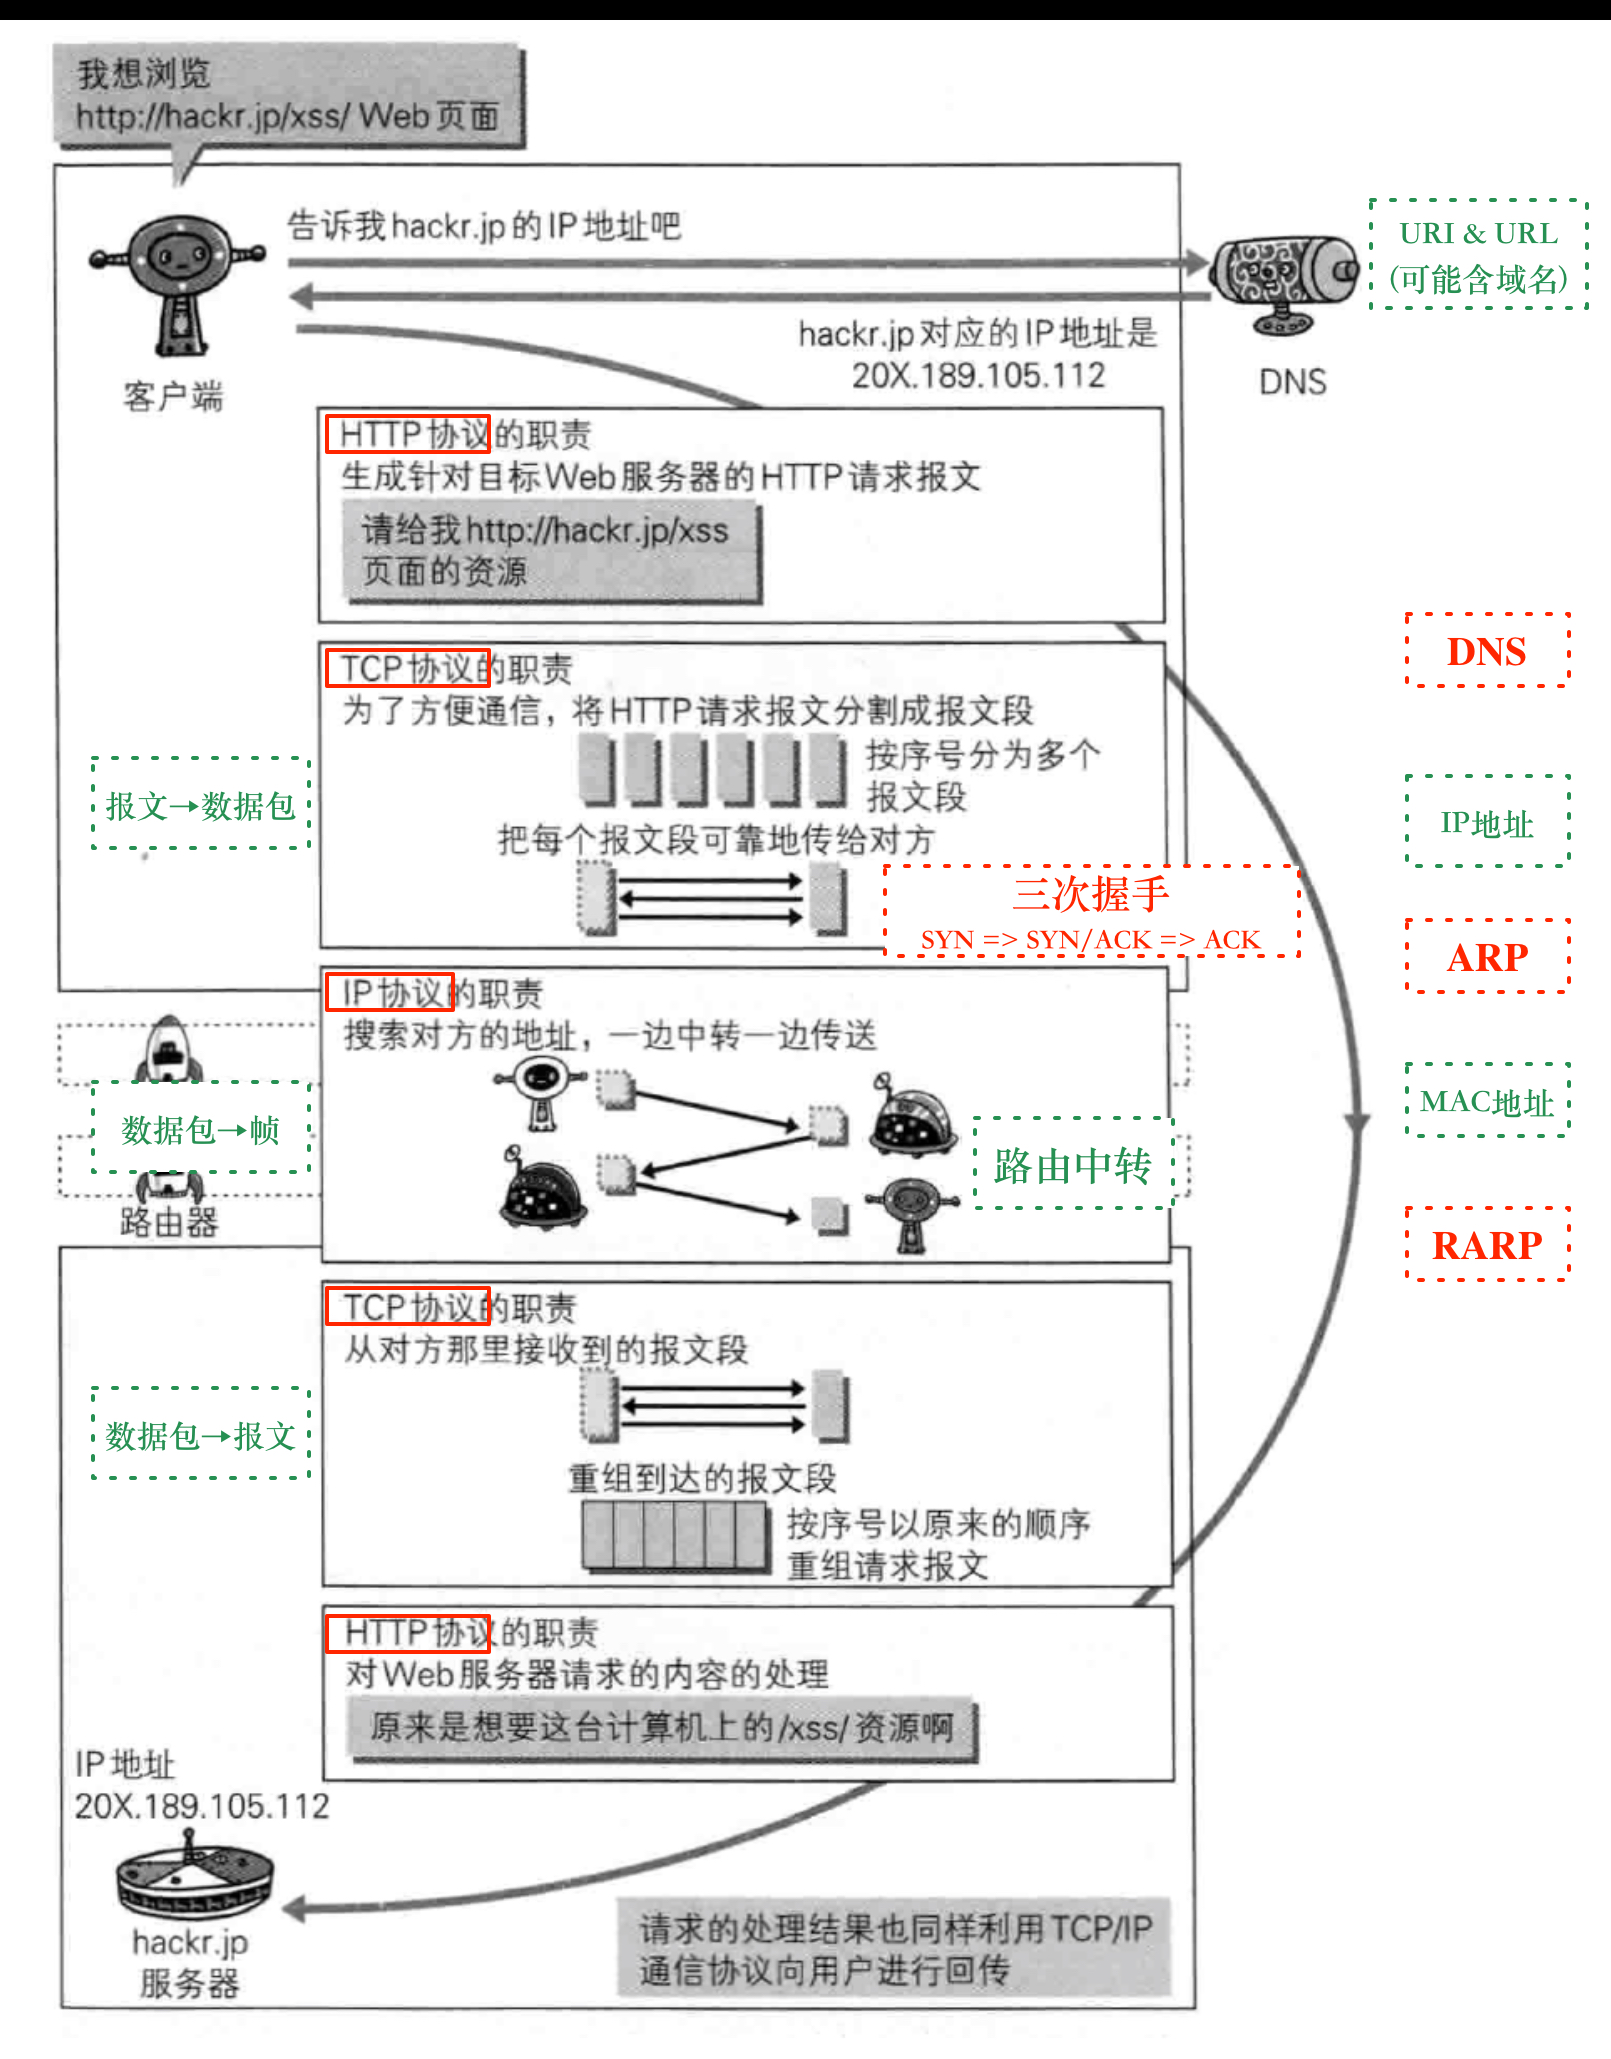 我想浏览
http://hackr.jp/xss/ Web页面
告诉我hackr.jp的IP地址吧
URI & URL
(可能含域名)
hackr.jp对应的IP地址是
20X.189.105.112
客户端
DNS
HTTP协议的职责
生成针对目标Web服务器的HTTP请求报文
请给我http://hackr.jp/xss
页面的资源
DNS
TCP协议的职责
为了方便通信，将HTTP请求报文分割成报文段
按序号分为多个
报文段
报文→数据包
IP地址
把每个报文段可靠地传给对方
三次握手
SYN => SYN/ACK => ACK
ARP
IP协议的职责
搜索对方的地址，一边中转一边传送
数据包→帧
MAC地址
路由中转
路由器
RARP
TCP协议的职责
从对方那里接收到的报文段
数据包→报文
重组到达的报文段
按序号以原来的顺序
重组请求报文
HTTP协议的职责
对Web服务器请求的内容的处理
原来是想要这台计算机上的/xss/资源啊
IP地址
20X.189.105.112
hackr.jp
服务器
请求的处理结果也同样利用TCP/IP
通信协议向用户进行回传